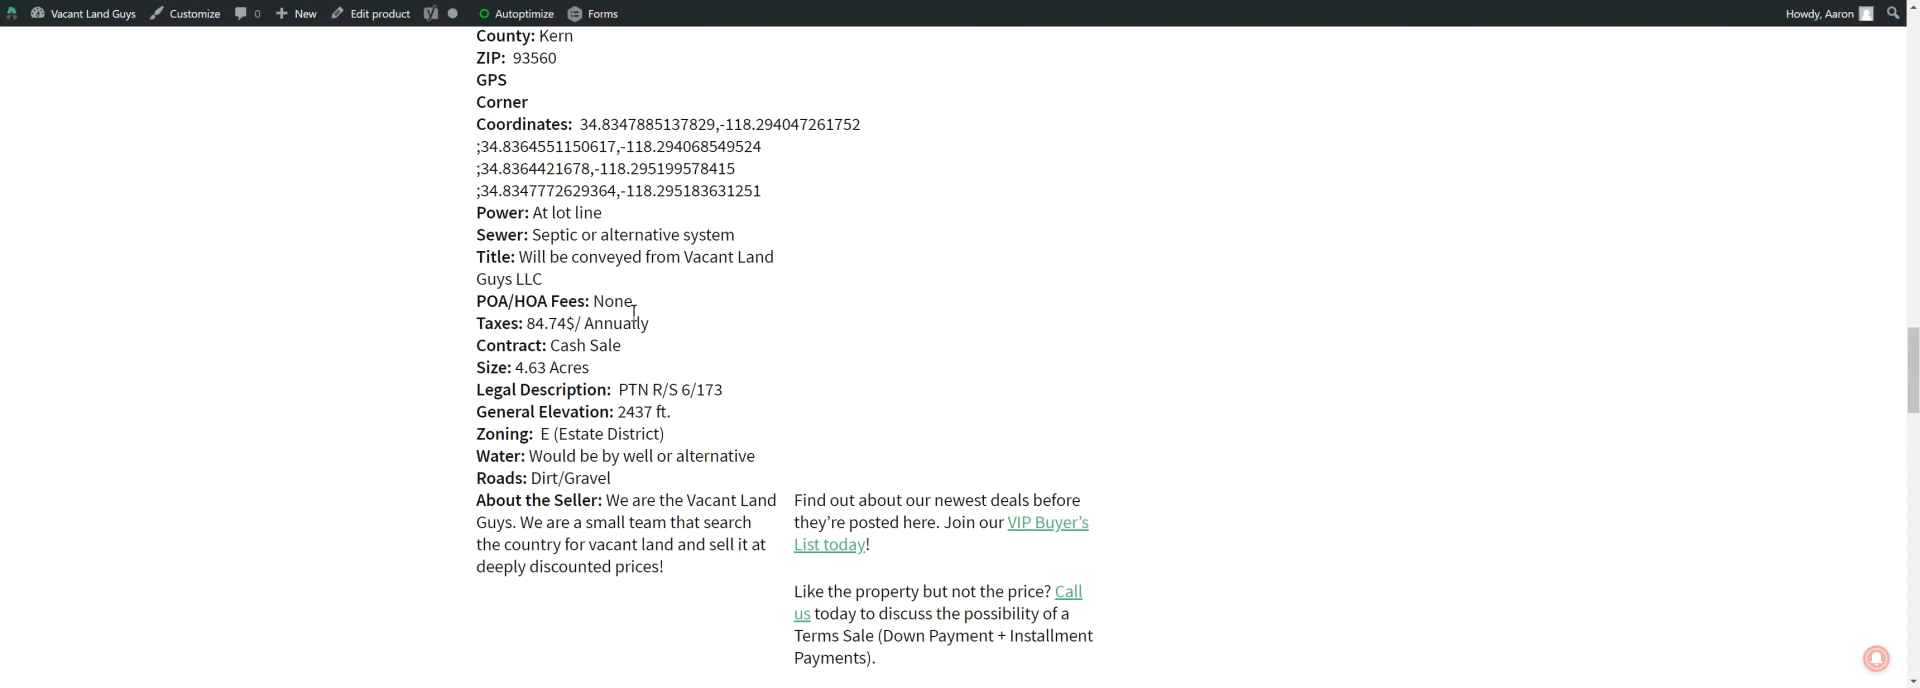 Vacant Land Guys Customize 0 New Edit product Autoptimize Forms Howdy, Aaron
County: Kern
ZIP: 93560
GPS
Corner
Coordinates: 34.8347885137829,-118.294047261752
;34.8364551150617,-118.294068549524
;34.8364421678,-118.295199578415
;34.8347772629364,-118.295183631251
Power: At lot line
Sewer: Septic or alternative system
Title: Will be conveyed from Vacant Land
Guys LLC
POA/HOA Fees: None
Taxes: 84.74$/ Annually
Contract: Cash Sale
Size: 4.63 Acres
Legal Description: PTN R/S 6/173
General Elevation: 2437 ft.
Zoning: E (Estate District)
Water: Would be by well or alternative
Roads: Dirt/Gravel
About the Seller: We are the Vacant Land
Guys. We are a small team that search
the country for vacant land and sell it at
deeply discounted prices!
Find out about our newest deals before
they're posted here. Join our VIP Buyer's
List today!
Like the property but not the price? Call
us today to discuss the possibility of a
Terms Sale (Down Payment + Installment
Payments).